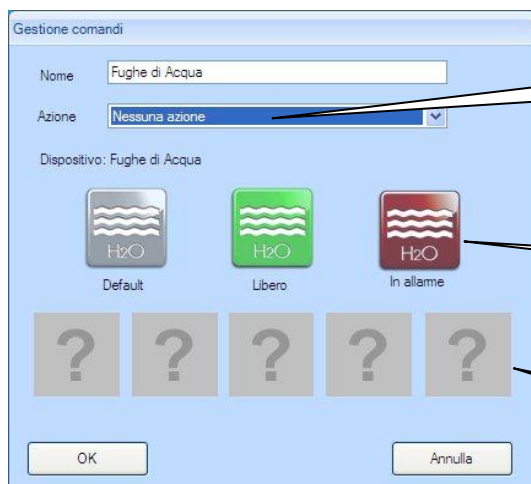 Gestione comandi
Nome Fughe di Acqua
Azione Nessuna azione
Dispositivo: Fughe di Acqua
H2O H2O H2O
Default Libero In allarme
? ? ? ? ?
OK Annulla